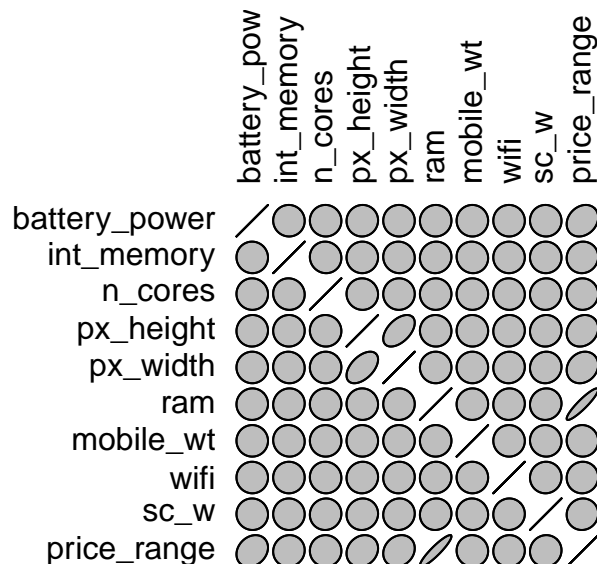 battery_pow
int_memory
n_cores
px_height
px_width
ram
mobile_wt
wifi
sc_w
price_range
battery_power
int_memory
n_cores
px_height
px_width
ram
mobile_wt
wifi
sc_w
price_range